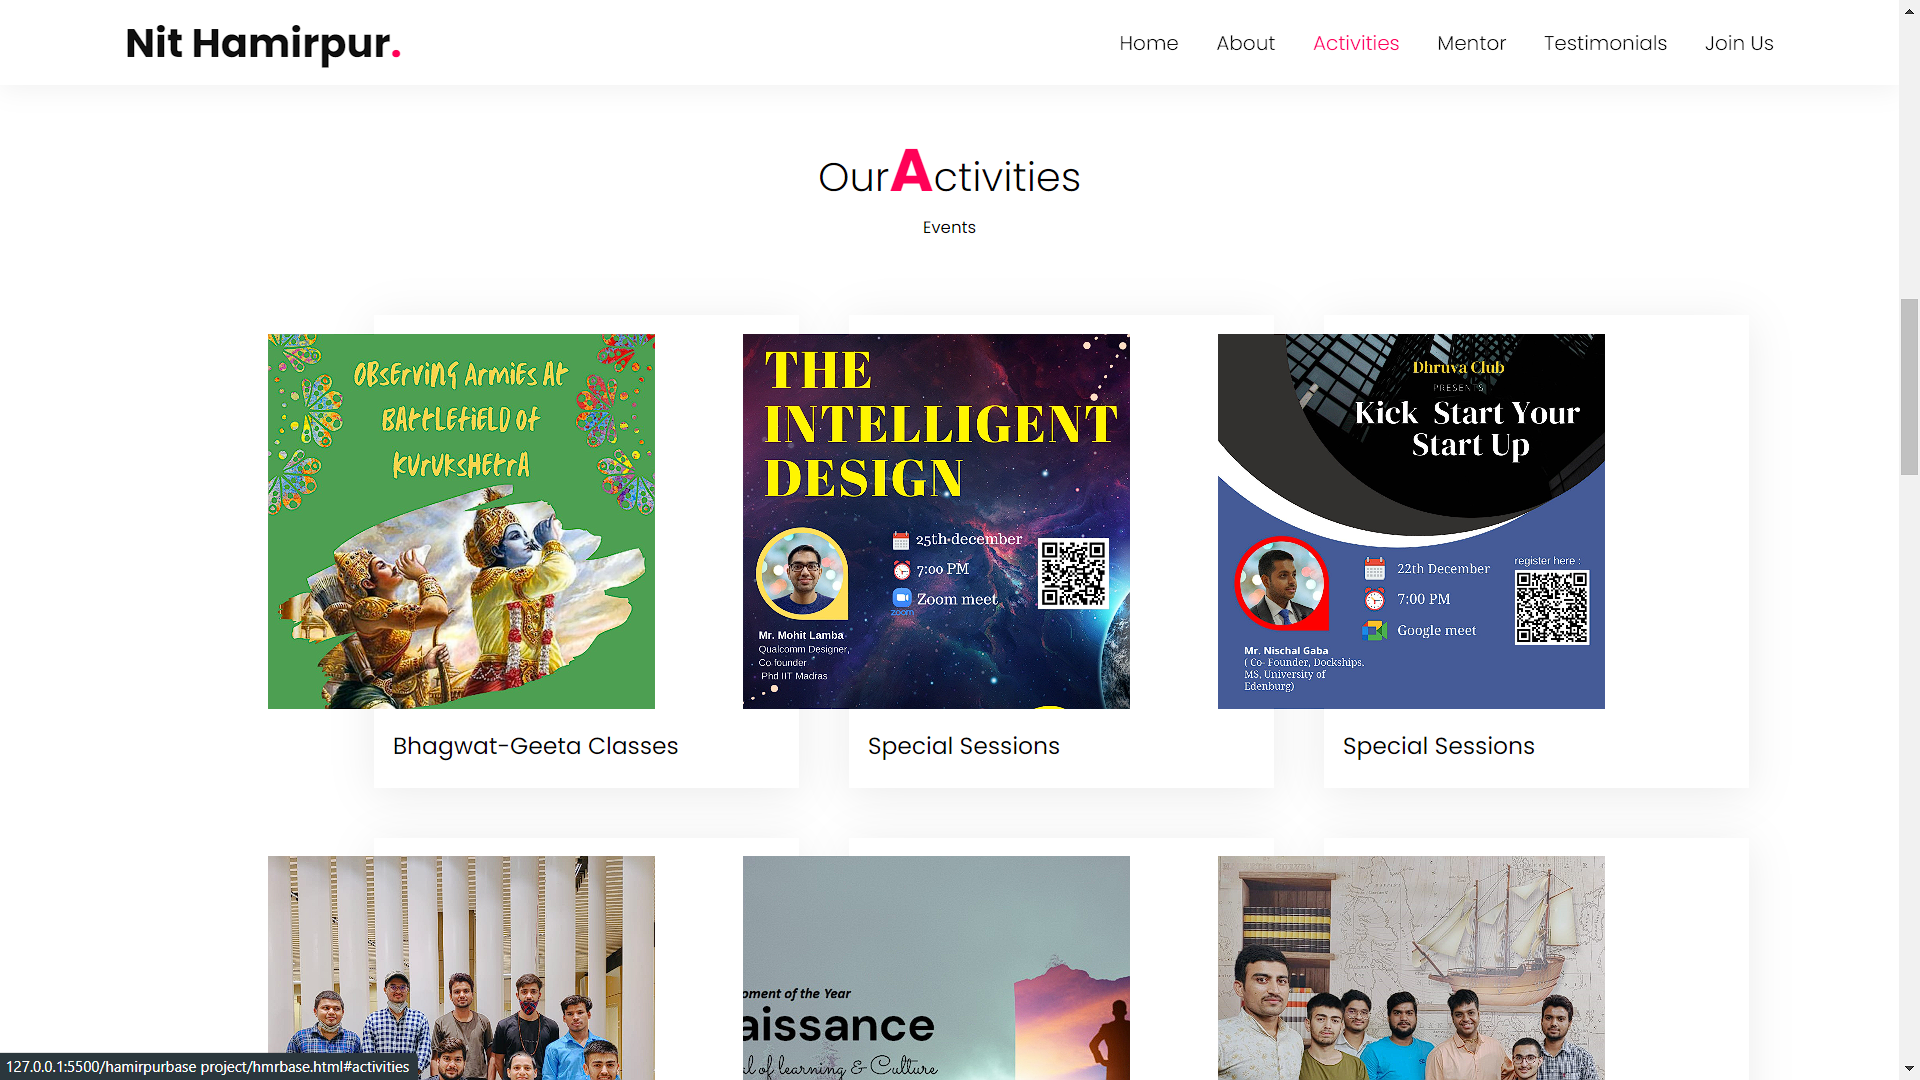 Nit Hamirpur.
Home About Activities Mentor Testimonials Join Us
OurActivities
Events
OBSErviNG ArmiES At
BAttLEfiELD Of
KUrUKsHEtrA
Bhagwat-Geeta Classes
THE
INTELLIGENT
DESIGN
25th december
7:00 PM
zoom
Zoom meet
Mr. Mohit Lamba
Qualcomm Designer,
Co founder
Phd IIT Madras
Special Sessions
Dhruva Club
PRESENTS
Kick Start Your
Start Up
22th December
7:00 PM
Google meet
register here :
Mr. Nischal Gaba
( Co- Founder, Dockships,
MS, University of
Edenburg)
Special Sessions
oment of the Year
aissance
al of learning & Culture
127.0.0.1:5500/hamirpurbase project/hmrbase.html#activities